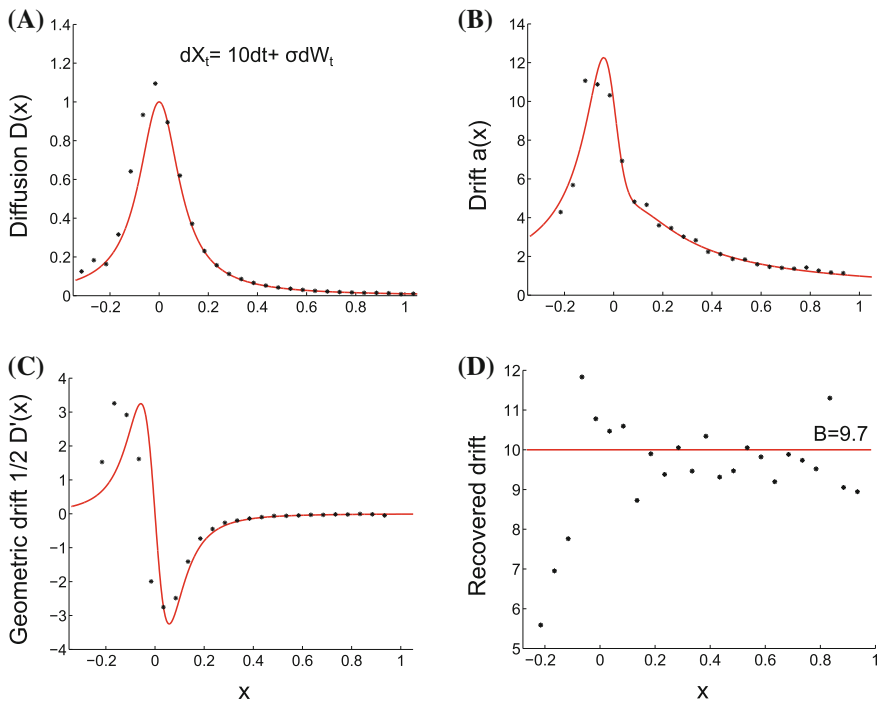 (A)
1.4
1.2
1
0.8
0.6
0.4
0.2
0
Diffusion D(x)
dXt= 10dt+ σdWt
−0.2 0 0.2 0.4 0.6 0.8 1
(B)
14
12
10
8
6
4
2
0
Drift a(x)
−0.2 0 0.2 0.4 0.6 0.8 1
(C)
4
3
2
1
0
−1
−2
−3
−4
Geometric drift 1/2 D'(x)
−0.2 0 0.2 0.4 0.6 0.8 1
x
(D)
12
11
10
9
8
7
6
5
Recovered drift
B=9.7
−0.2 0 0.2 0.4 0.6 0.8 1
x